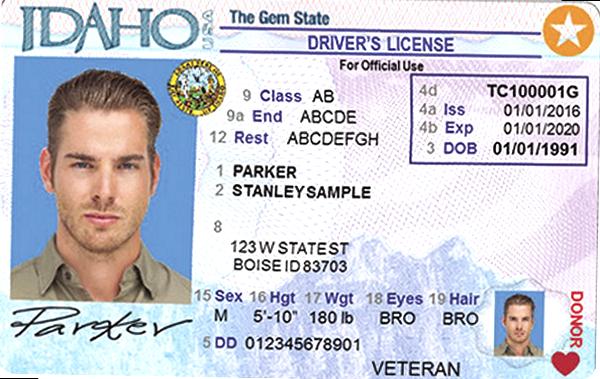 IDAHO USA The Gem State
DRIVER'S LICENSE
For Official Use
9 Class AB
9a End ABCDE
12 Rest ABCDEFGH
4d TC100001G
4a Iss 01/01/2016
4b Exp 01/01/2020
3 DOB 01/01/1991
1 PARKER
2 STANLEYSAMPLE
8
123 W STATE ST
BOISE ID 83703
15 Sex 16 Hgt 17 Wgt 18 Eyes 19 Hair
M 5'-10" 180 lb BRO BRO
5 DD 012345678901
Parker
VETERAN
DONOR